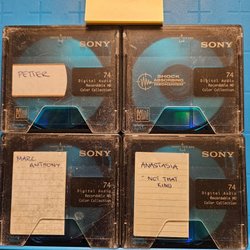 SONY
PETTER
74
Digital Audio
Recordable MD
Color Collection
SONY
SHOCK
ABSORBING
74
Digital Audio
Recordable MD
Color Collection
SONY
MARC
ANTHONY
74
Digital Audio
Recordable MD
Color Collection
SONY
ANASTASIA
- NOT THAT
KIND
74
Digital Audio
Recordable MD
Color Collection